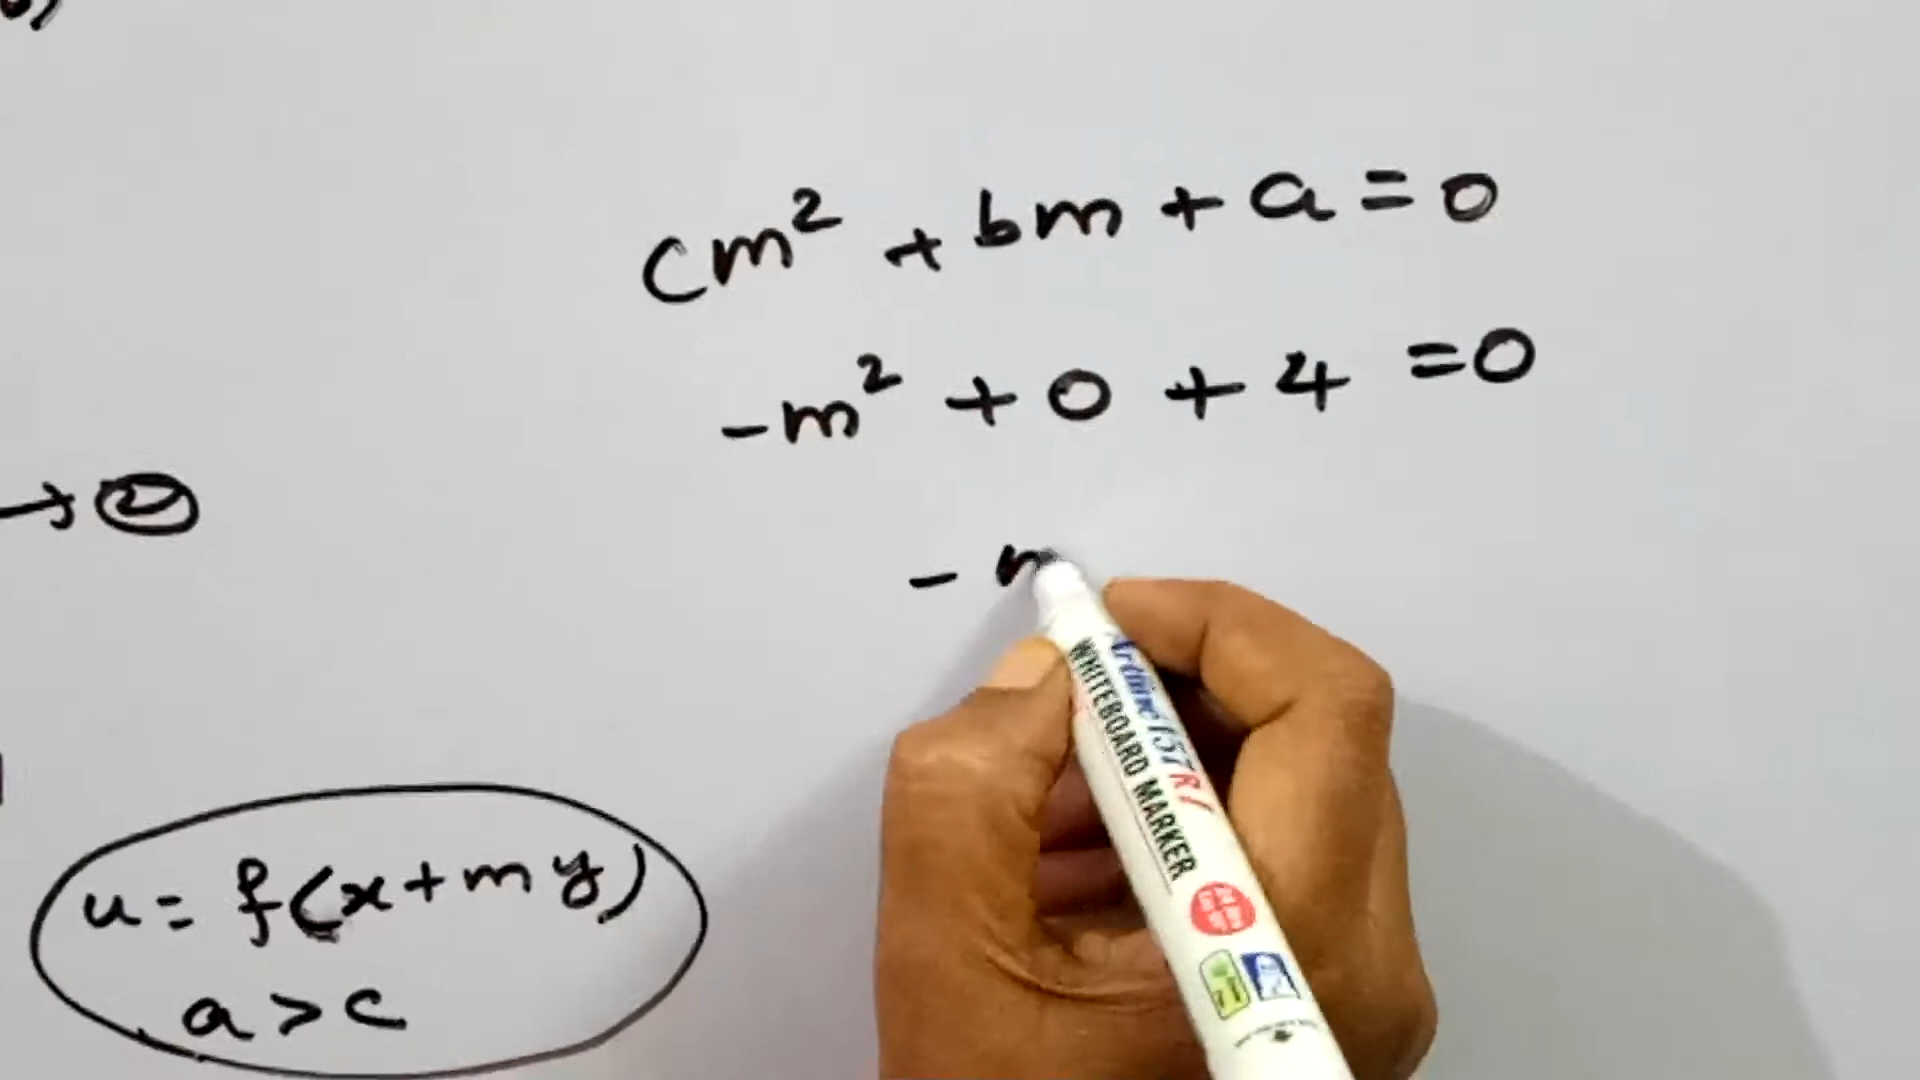 cm² + bm + a = 0
-m² + 0 + 4 = 0
→ ②
- m
u = f(x+my)
a > c
Artline 157R
WHITEBOARD MARKER